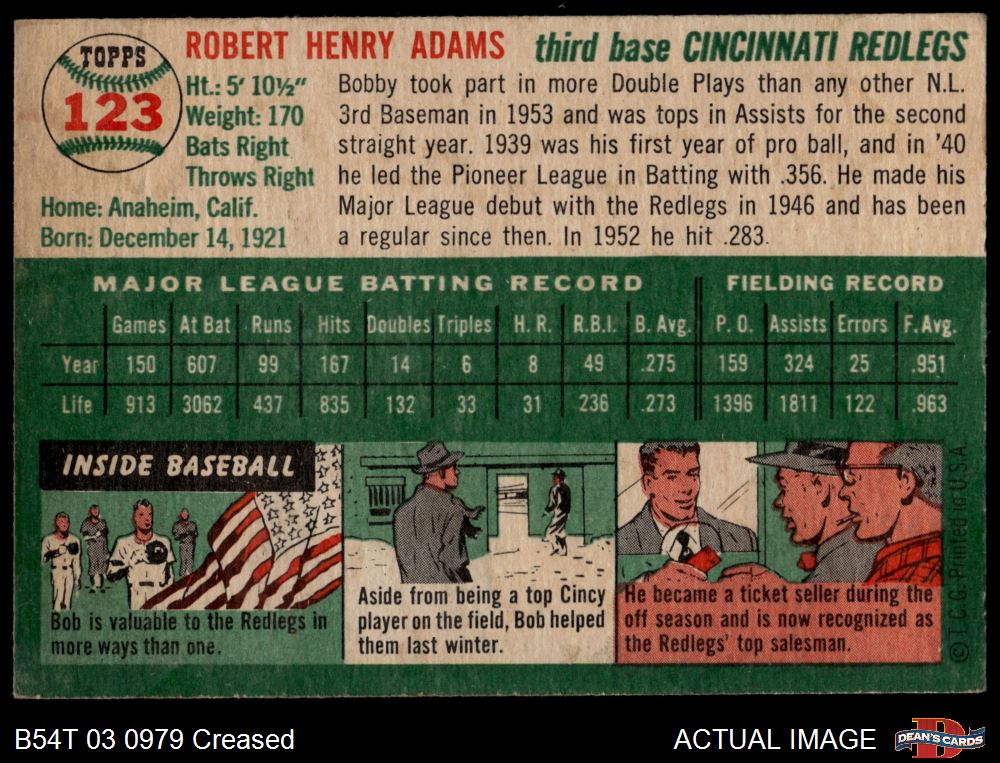 TOPPS
123
ROBERT HENRY ADAMS third base CINCINNATI REDLEGS
Ht.: 5' 10½"
Weight: 170
Bats Right
Throws Right
Home: Anaheim, Calif.
Born: December 14, 1921
Bobby took part in more Double Plays than any other N.L.
3rd Baseman in 1953 and was tops in Assists for the second
straight year. 1939 was his first year of pro ball, and in '40
he led the Pioneer League in Batting with .356. He made his
Major League debut with the Redlegs in 1946 and has been
a regular since then. In 1952 he hit .283.
MAJOR LEAGUE BATTING RECORD FIELDING RECORD
Games At Bat Runs Hits Doubles Triples H. R. R.B.I. B. Avg. P. O. Assists Errors F. Avg.
Year 150 607 99 167 14 6 8 49 .275 159 324 25 .951
Life 913 3062 437 835 132 33 31 236 .273 1396 1811 122 .963
INSIDE BASEBALL
Bob is valuable to the Redlegs in
more ways than one.
Aside from being a top Cincy
player on the field, Bob helped
them last winter.
He became a ticket seller during the
off season and is now recognized as
the Redlegs' top salesman.
© T.C.G. Printed in U.S.A.
B54T 03 0979 Creased
ACTUAL IMAGE
DEAN'S CARDS